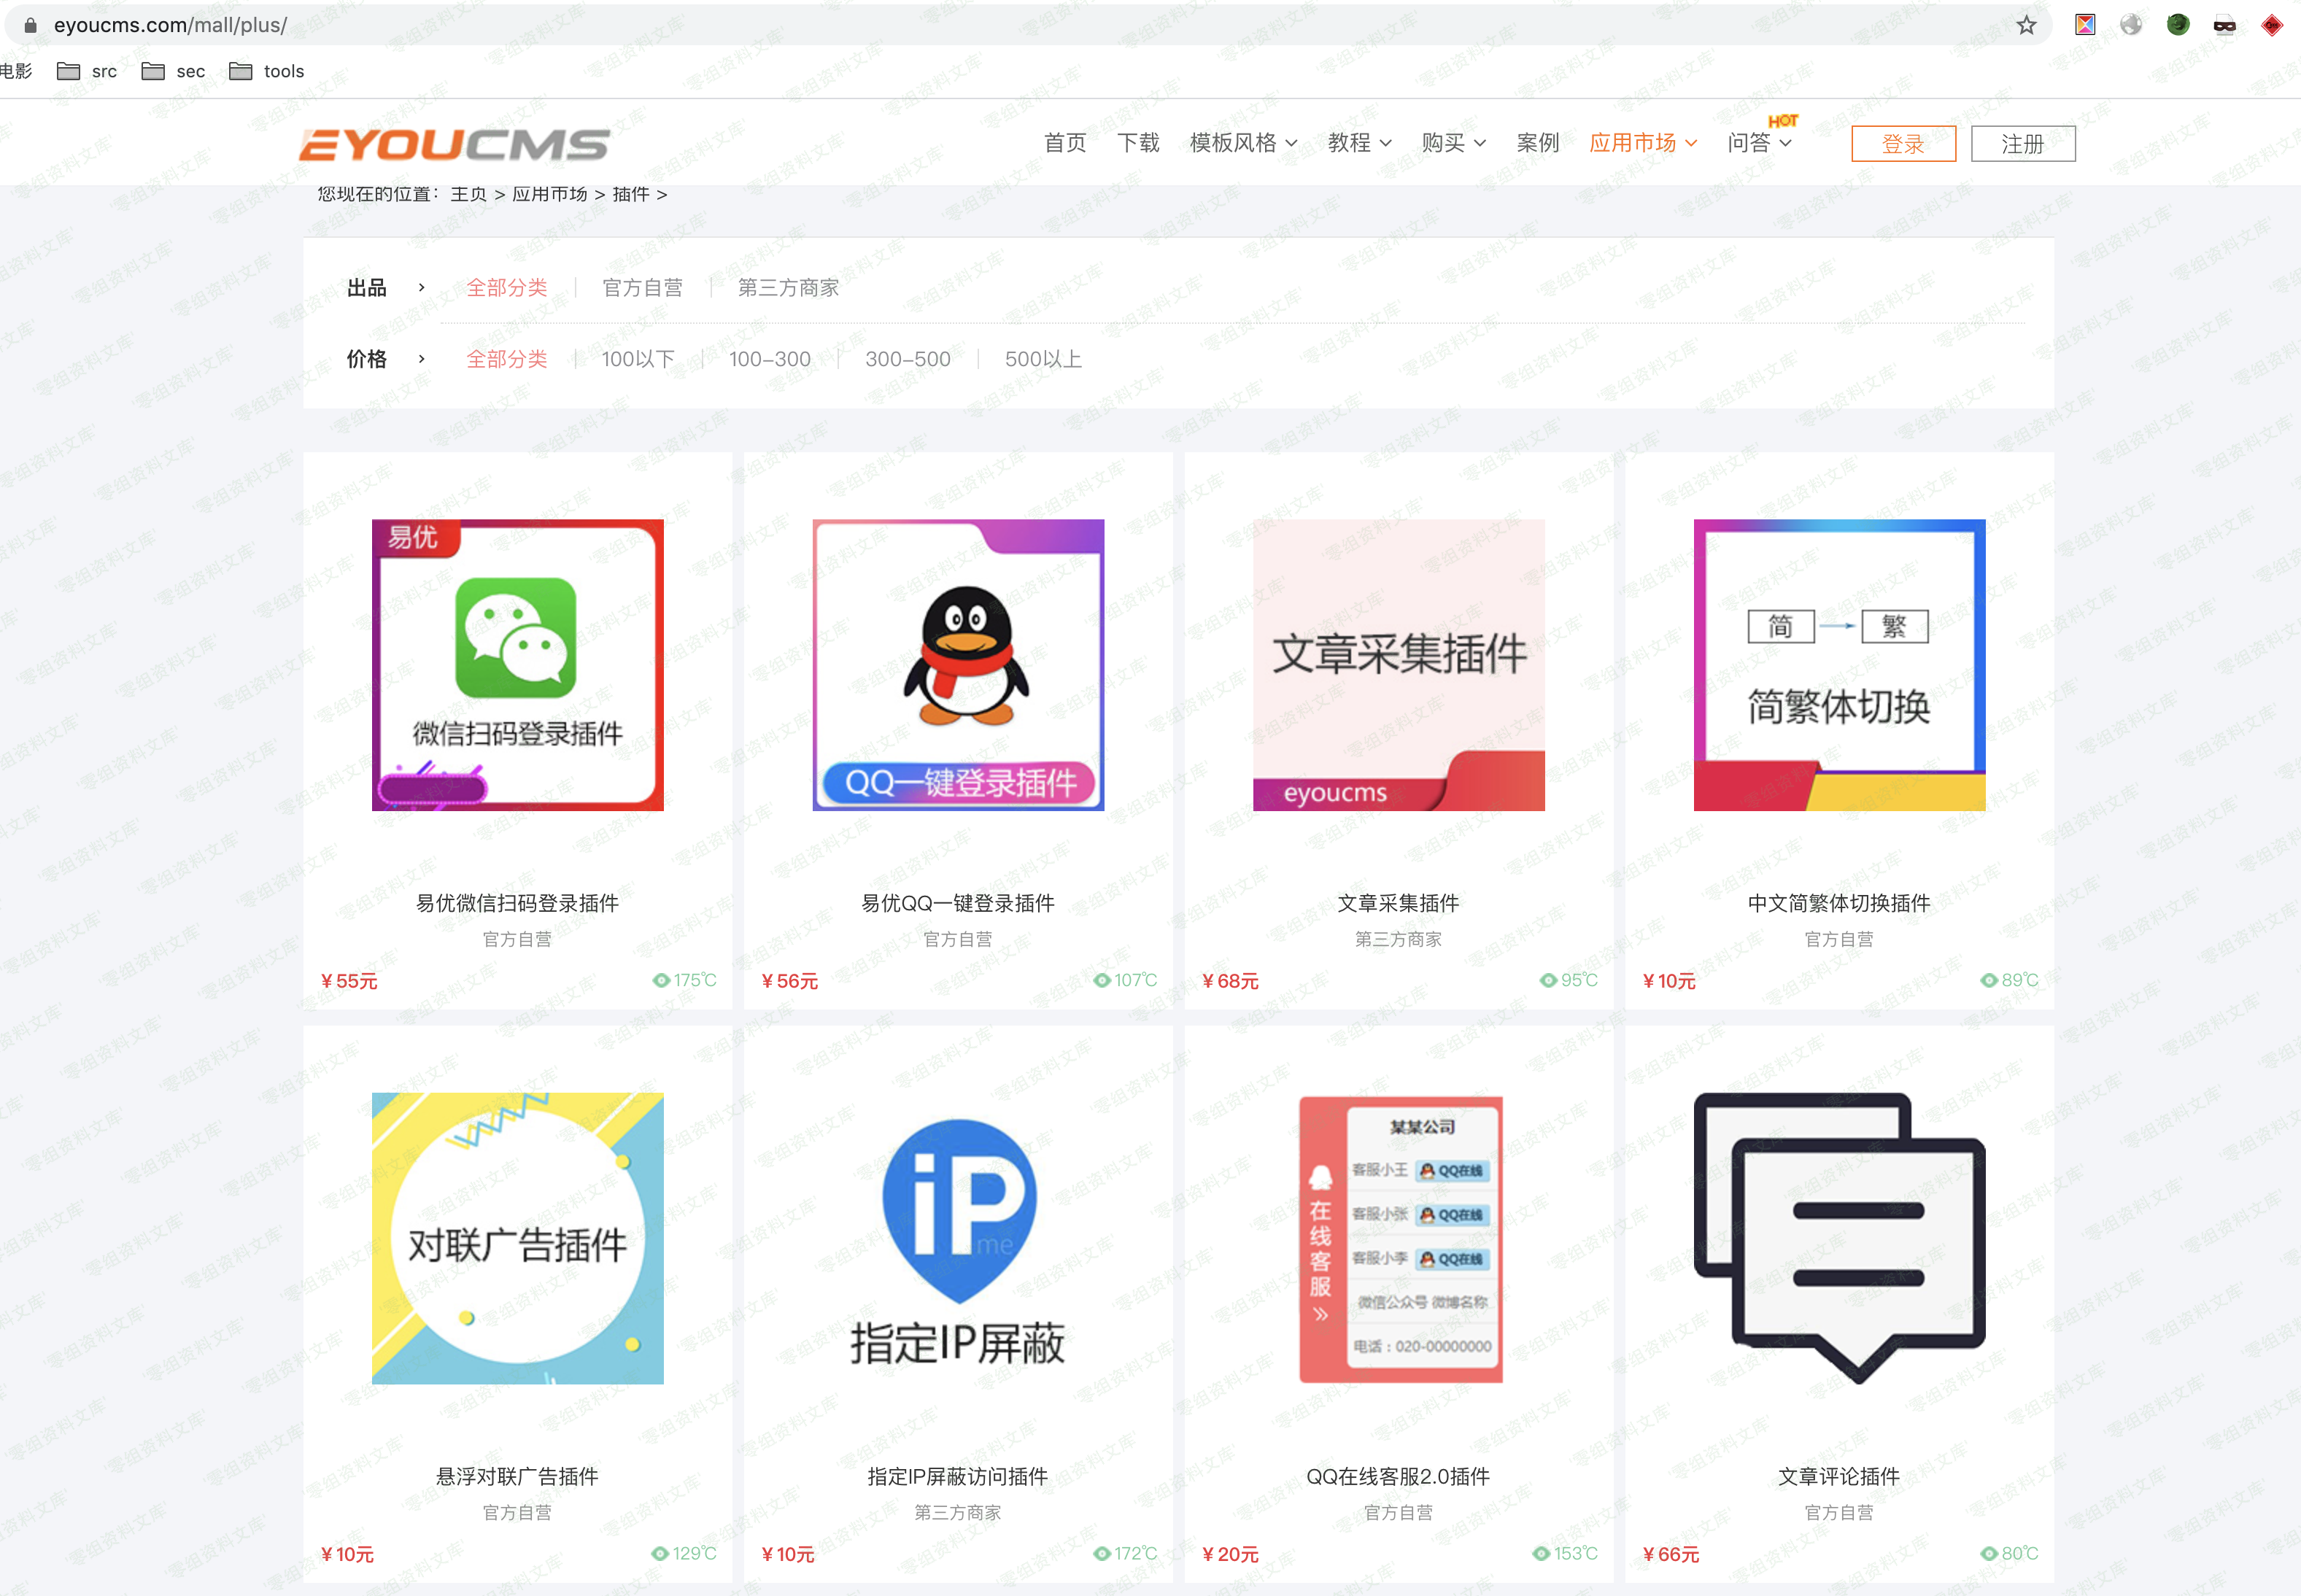 eyoucms.com/mall/plus/
电影 src sec tools
EYOUCMS 首页 下载 模板风格 教程 购买 案例 应用市场 问答 HOT 登录 注册
您现在的位置：主页 > 应用市场 > 插件 >
出品 全部分类 官方自营 第三方商家
价格 全部分类 100以下 100-300 300-500 500以上
易优
微信扫码登录插件
QQ一键登录插件
文章采集插件
eyoucms
简 繁
简繁体切换
易优微信扫码登录插件 易优QQ一键登录插件 文章采集插件 中文简繁体切换插件
官方自营 官方自营 第三方商家 官方自营
¥55元 175℃ ¥56元 107℃ ¥68元 95℃ ¥10元 89℃
对联广告插件
iP
me
指定IP屏蔽
在线客服
某某公司
客服小王 QQ在线
客服小张 QQ在线
客服小李 QQ在线
微信公众号 微博名称
电话：020-00000000
悬浮对联广告插件 指定IP屏蔽访问插件 QQ在线客服2.0插件 文章评论插件
官方自营 第三方商家 官方自营 官方自营
¥10元 129℃ ¥10元 172℃ ¥20元 153℃ ¥66元 80℃
零组资料文库